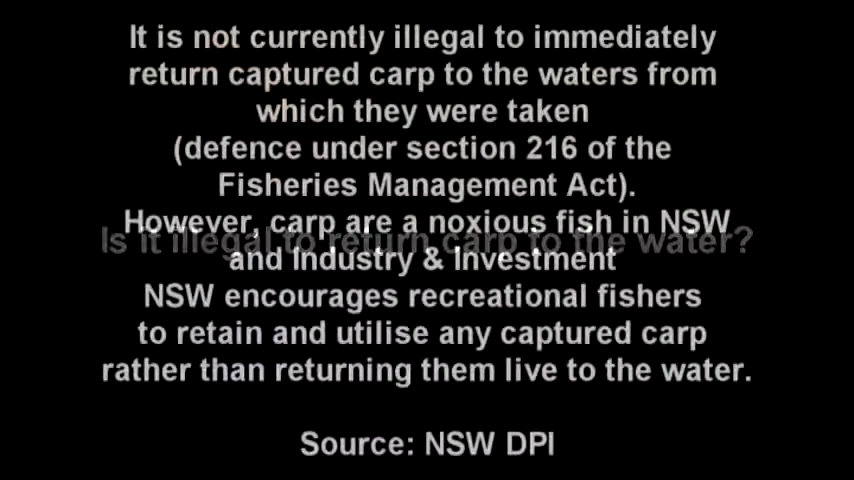 It is not currently illegal to immediately
return captured carp to the waters from
which they were taken
(defence under section 216 of the
Fisheries Management Act).
However, carp are a noxious fish in NSW
Is it illegal to return carp to the water?
and Industry & Investment
NSW encourages recreational fishers
to retain and utilise any captured carp
rather than returning them live to the water.
Source: NSW DPI